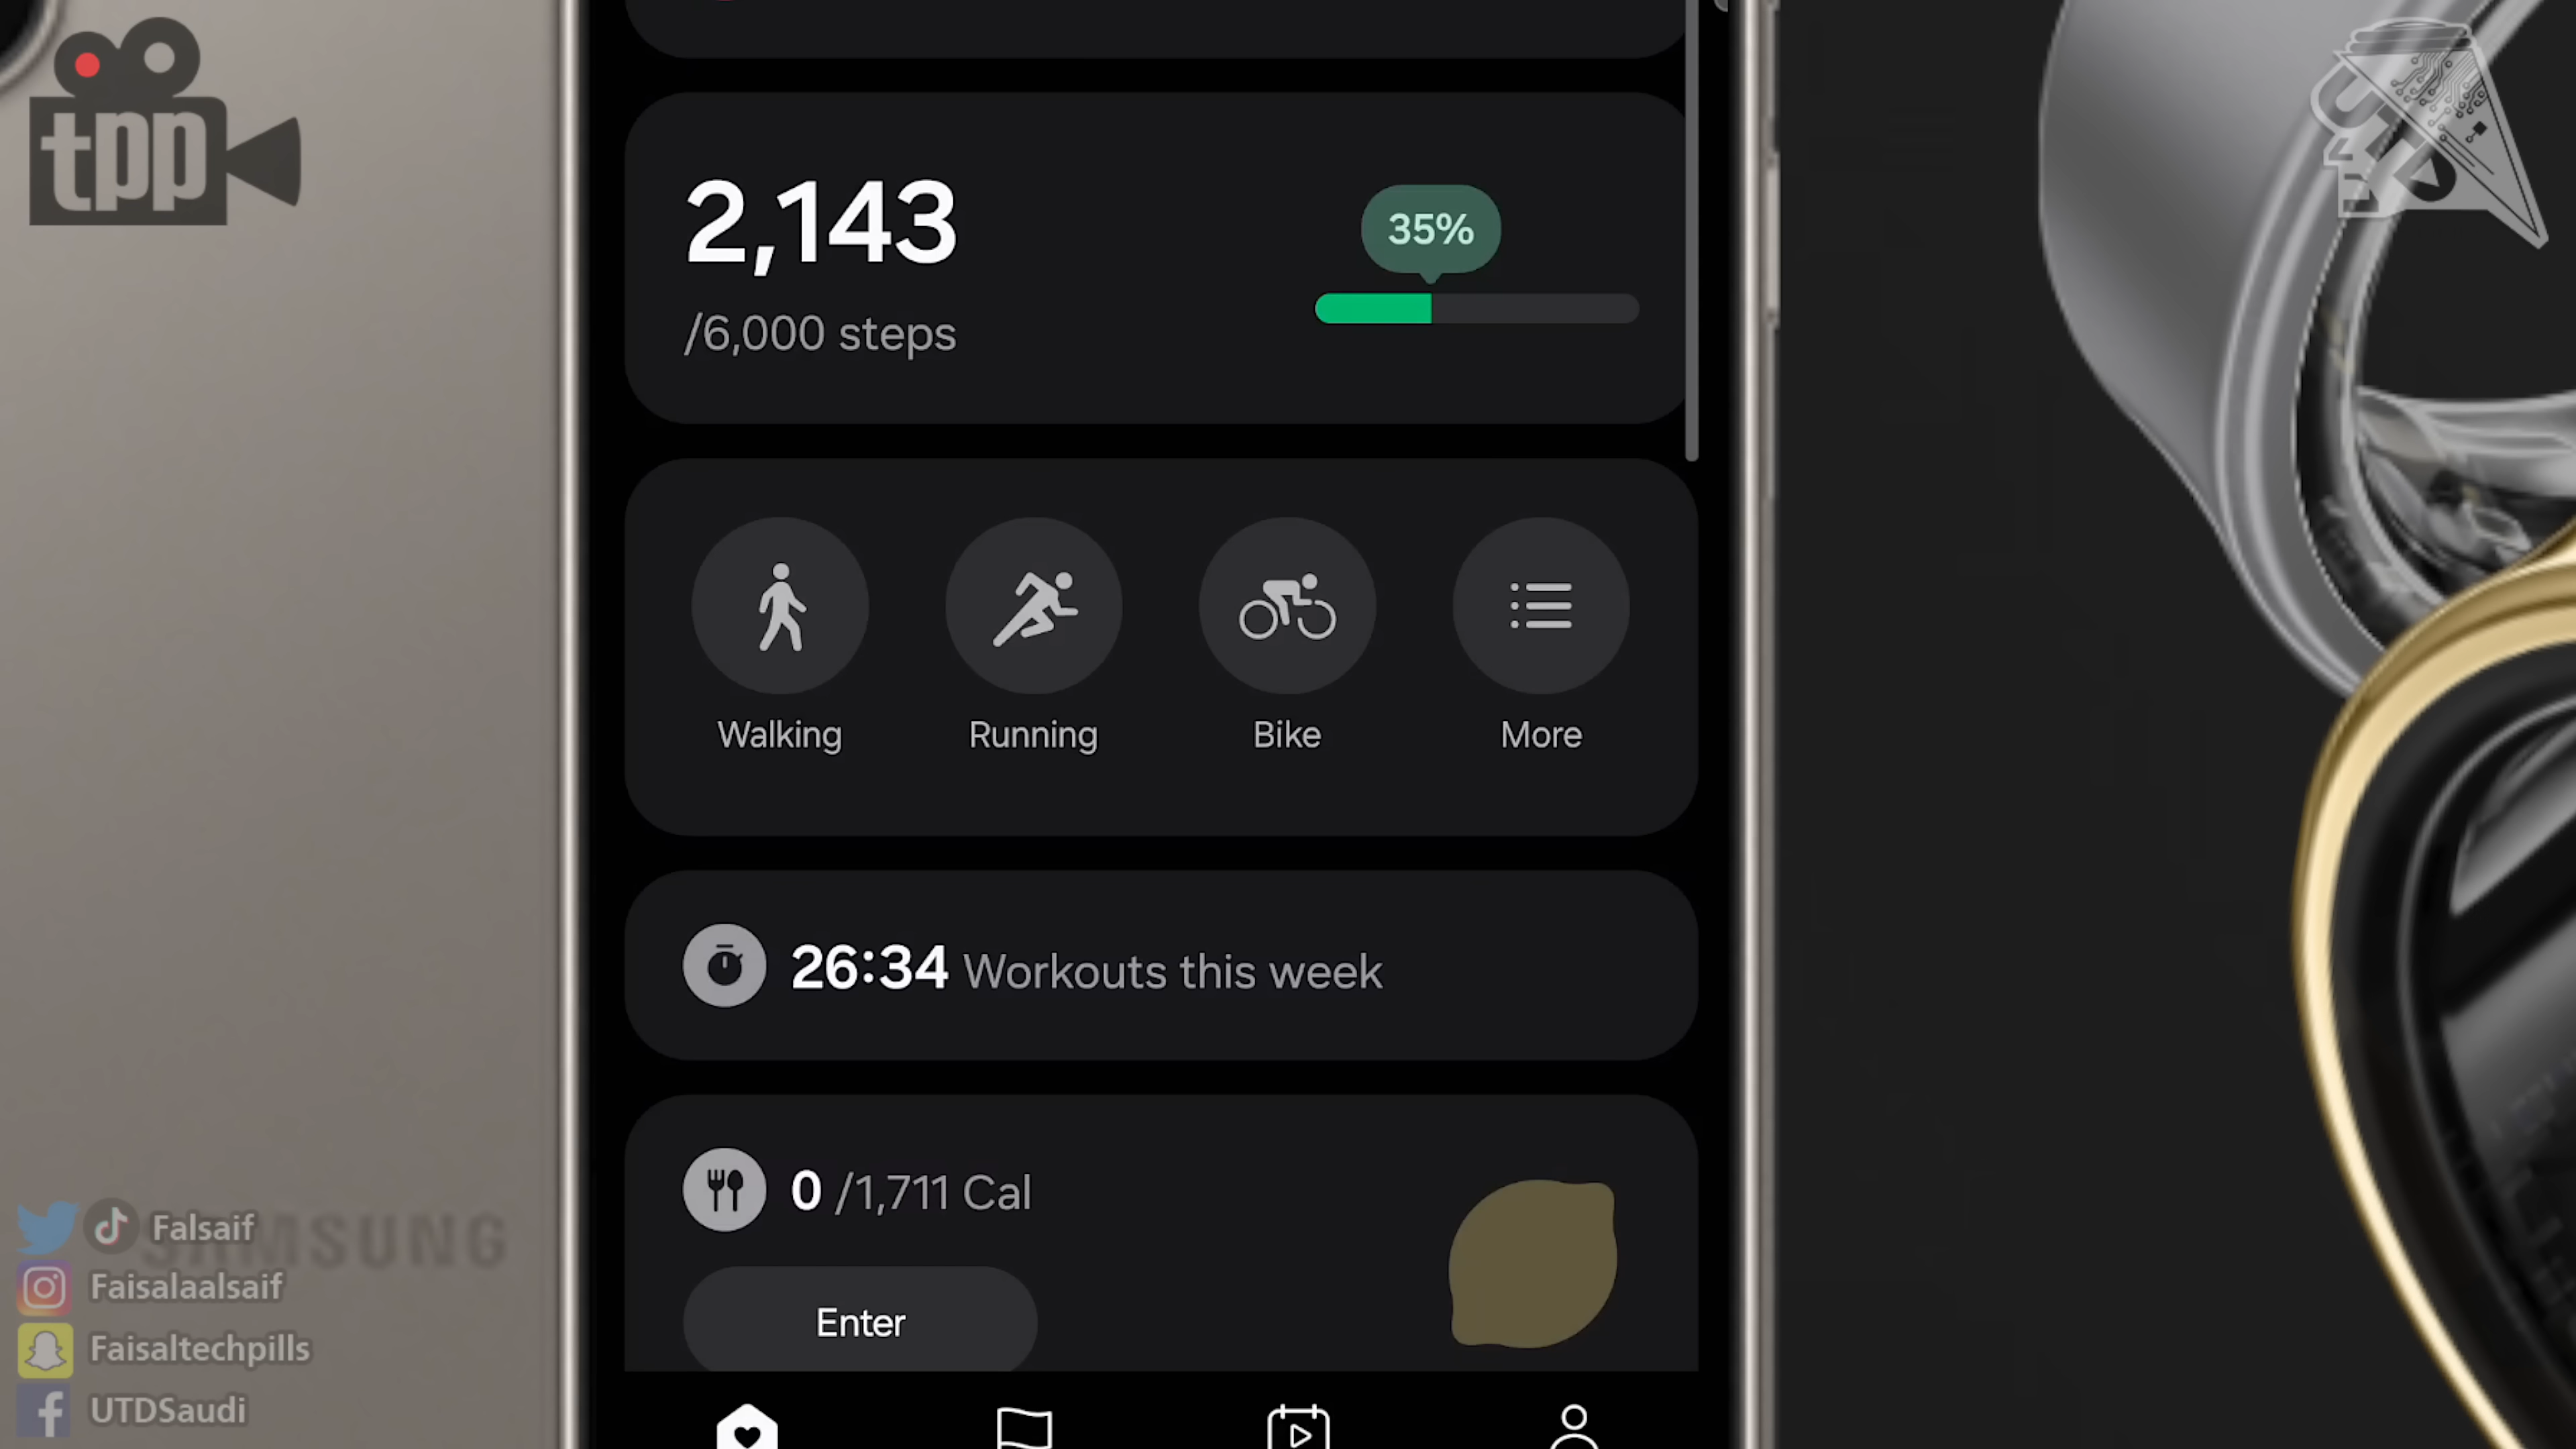 tpp
2,143
/6,000 steps
35%
Walking
Running
Bike
More
26:34 Workouts this week
0 /1,711 Cal
Enter
SAMSUNG
Falsaif
Faisalaalsaif
Faisaltechpills
UTDSaudi